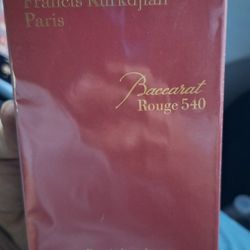 Francis Kurkdjian
Paris
Baccarat
Rouge 540